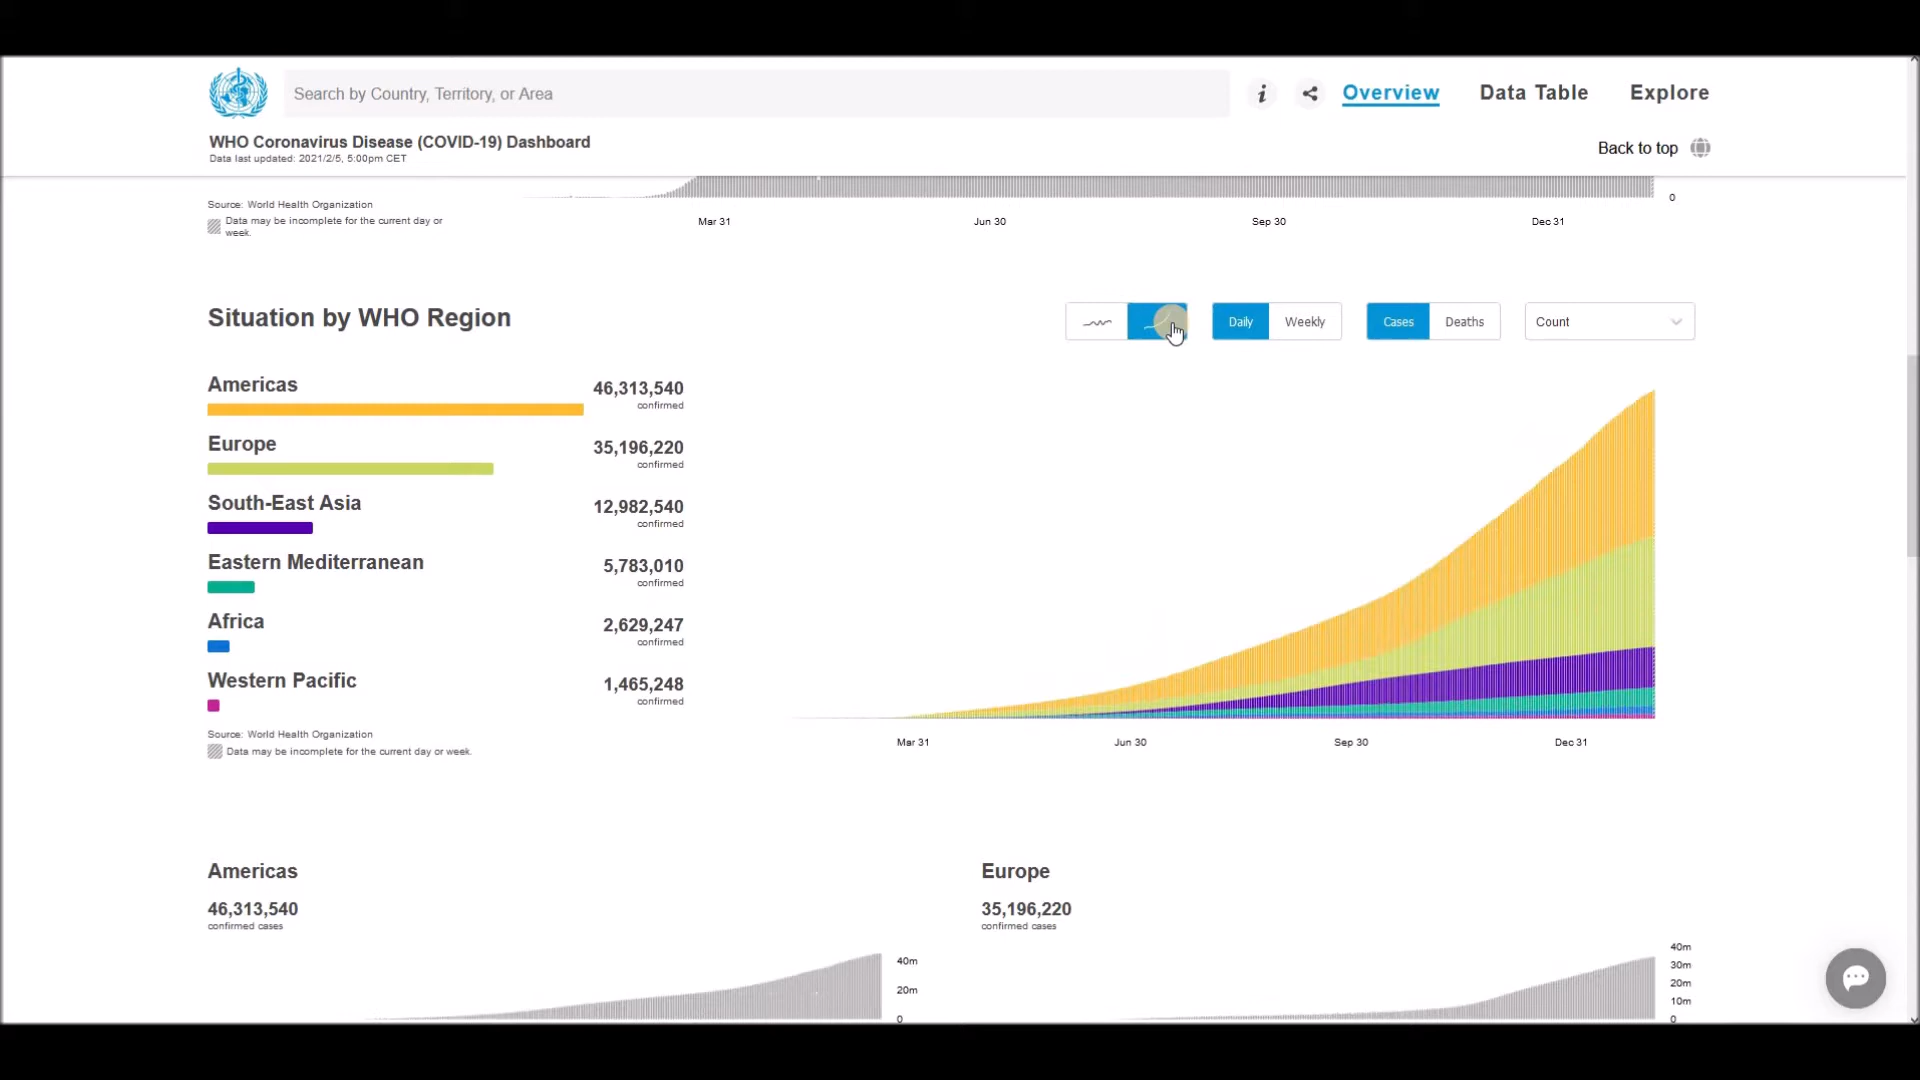 Search by Country, Territory, or Area
i
Overview
Data Table
Explore
WHO Coronavirus Disease (COVID-19) Dashboard
Data last updated: 2021/2/5, 5:00pm CET
Back to top
Source: World Health Organization
Data may be incomplete for the current day or
week.
0
Mar 31
Jun 30
Sep 30
Dec 31
Situation by WHO Region
Daily
Weekly
Cases
Deaths
Count
Americas
46,313,540
confirmed
Europe
35,196,220
confirmed
South-East Asia
12,982,540
confirmed
Eastern Mediterranean
5,783,010
confirmed
Africa
2,629,247
confirmed
Western Pacific
1,465,248
confirmed
Source: World Health Organization
Data may be incomplete for the current day or week.
Mar 31
Jun 30
Sep 30
Dec 31
Americas
46,313,540
confirmed cases
40m
20m
0
Europe
35,196,220
confirmed cases
40m
30m
20m
10m
0